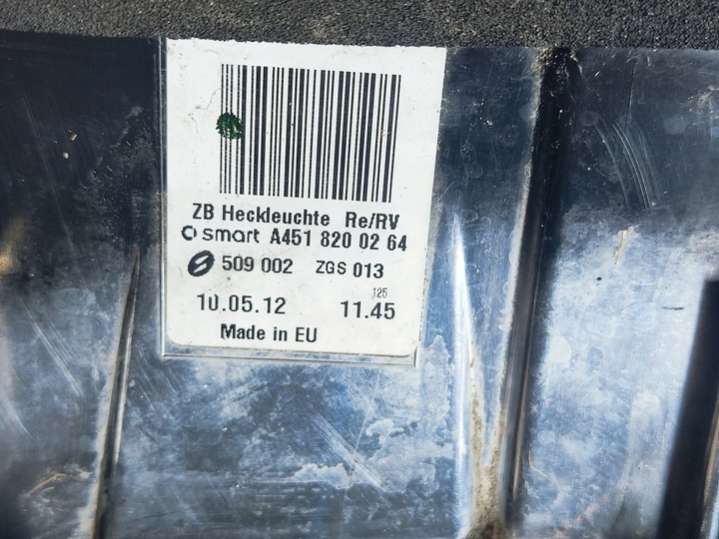 ZB Heckleuchte Re/RV
smart A451 820 02 64
509 002 ZGS 013
125
10.05.12 11.45
Made in EU